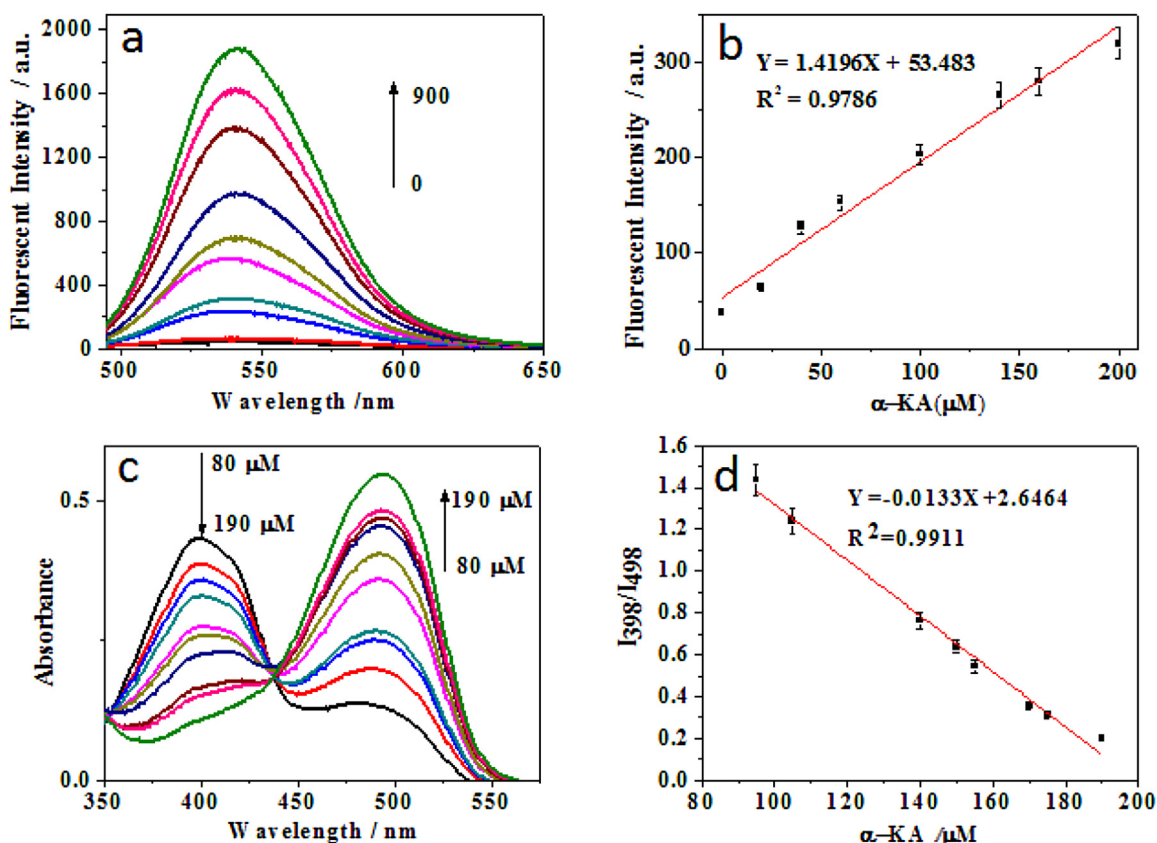 a
2000
1600
1200
800
400
0
900
0
500
550
600
650
Fluorescent Intensity / a.u.
Wavelength /nm
b
Y = 1.4196X + 53.483
R² = 0.9786
300
200
100
0
0
50
100
150
200
Fluorescent Intensity / a.u.
α–KA(µM)
c
80 µM
190 µM
190 µM
80 µM
0.5
0.0
350
400
450
500
550
Absorbance
Wavelength / nm
d
Y =-0.0133X +2.6464
R²=0.9911
1.6
1.4
1.2
1.0
0.8
0.6
0.4
0.2
0.0
80
100
120
140
160
180
200
I398/I498
α–KA /µM